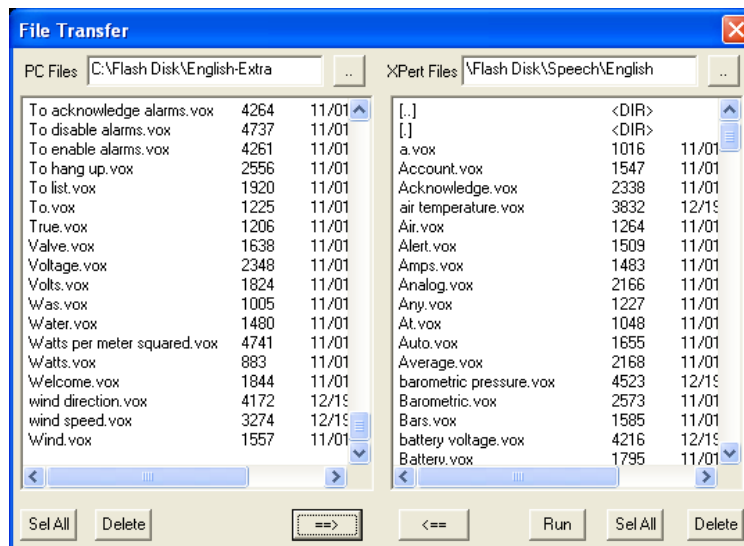 File Transfer
PC Files C:\Flash Disk\English-Extra ..
To acknowledge alarms.vox 4264 11/01
To disable alarms.vox 4737 11/01
To enable alarms.vox 4261 11/01
To hang up.vox 2556 11/01
To list.vox 1920 11/01
To.vox 1225 11/01
True.vox 1206 11/01
Valve.vox 1638 11/01
Voltage.vox 2348 11/01
Volts.vox 1824 11/01
Was.vox 1005 11/01
Water.vox 1480 11/01
Watts per meter squared.vox 4741 11/01
Watts.vox 883 11/01
Welcome.vox 1844 11/01
wind direction.vox 4172 12/19
wind speed.vox 3274 12/19
Wind.vox 1557 11/01
Sel All Delete ==>
XPert Files \Flash Disk\Speech\English ..
[..] <DIR>
[.] <DIR>
a.vox 1016 11/01
Account.vox 1547 11/01
Acknowledge.vox 2338 11/01
air temperature.vox 3832 12/19
Air.vox 1264 11/01
Alert.vox 1509 11/01
Amps.vox 1483 11/01
Analog.vox 2166 11/01
Any.vox 1227 11/01
At.vox 1048 11/01
Auto.vox 1655 11/01
Average.vox 2168 11/01
barometric pressure.vox 4523 12/19
Barometric.vox 2573 11/01
Bars.vox 1585 11/01
battery voltage.vox 4216 12/19
Battery.vox 1795 11/01
<== Run Sel All Delete